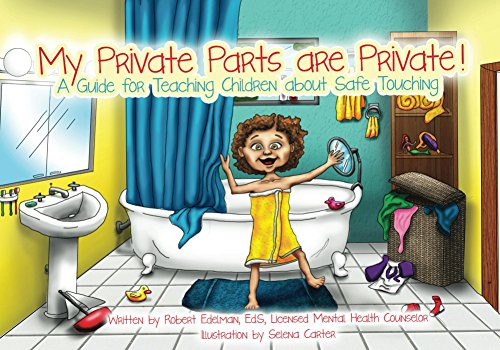 My Private Parts are Private!
A Guide for Teaching Children about Safe Touching
Written by Robert Edelman, EdS, Licensed Mental Health Counselor
Illustration by Selena Carter